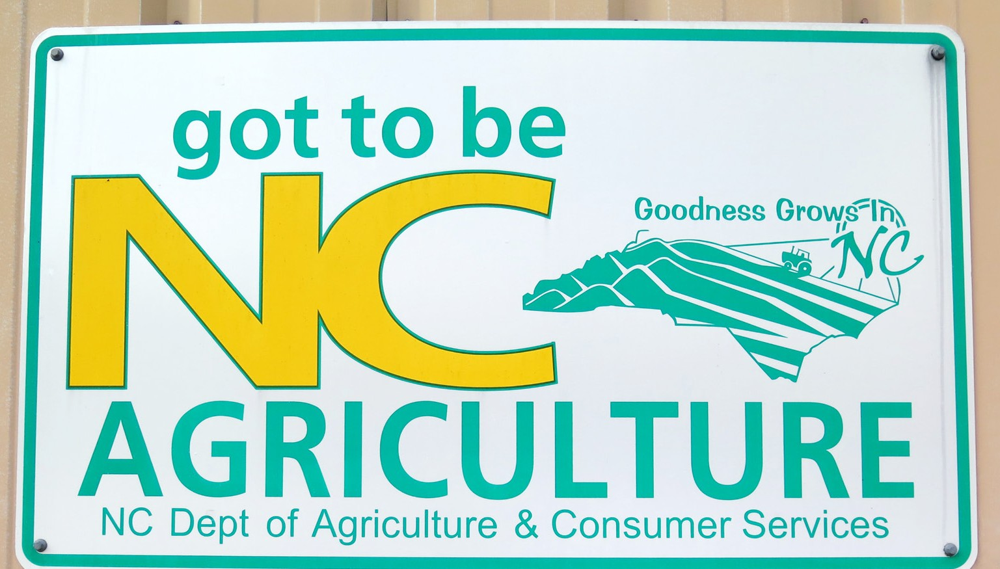 got to be
NC
Goodness Grows In
NC
AGRICULTURE
NC Dept of Agriculture & Consumer Services